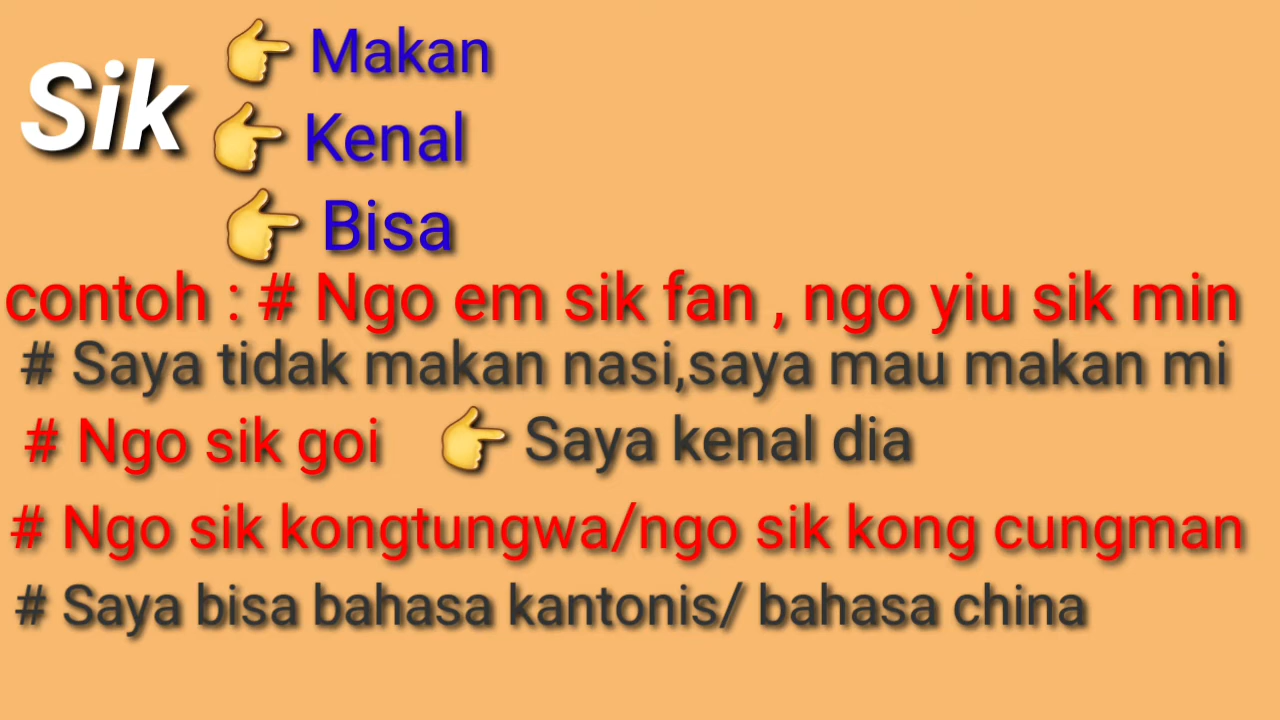 Sik
👉 Makan
👉 Kenal
👉 Bisa
contoh : # Ngo em sik fan , ngo yiu sik min
# Saya tidak makan nasi,saya mau makan mi
# Ngo sik goi 👉 Saya kenal dia
# Ngo sik kongtungwa/ngo sik kong cungman
# Saya bisa bahasa kantonis/ bahasa china